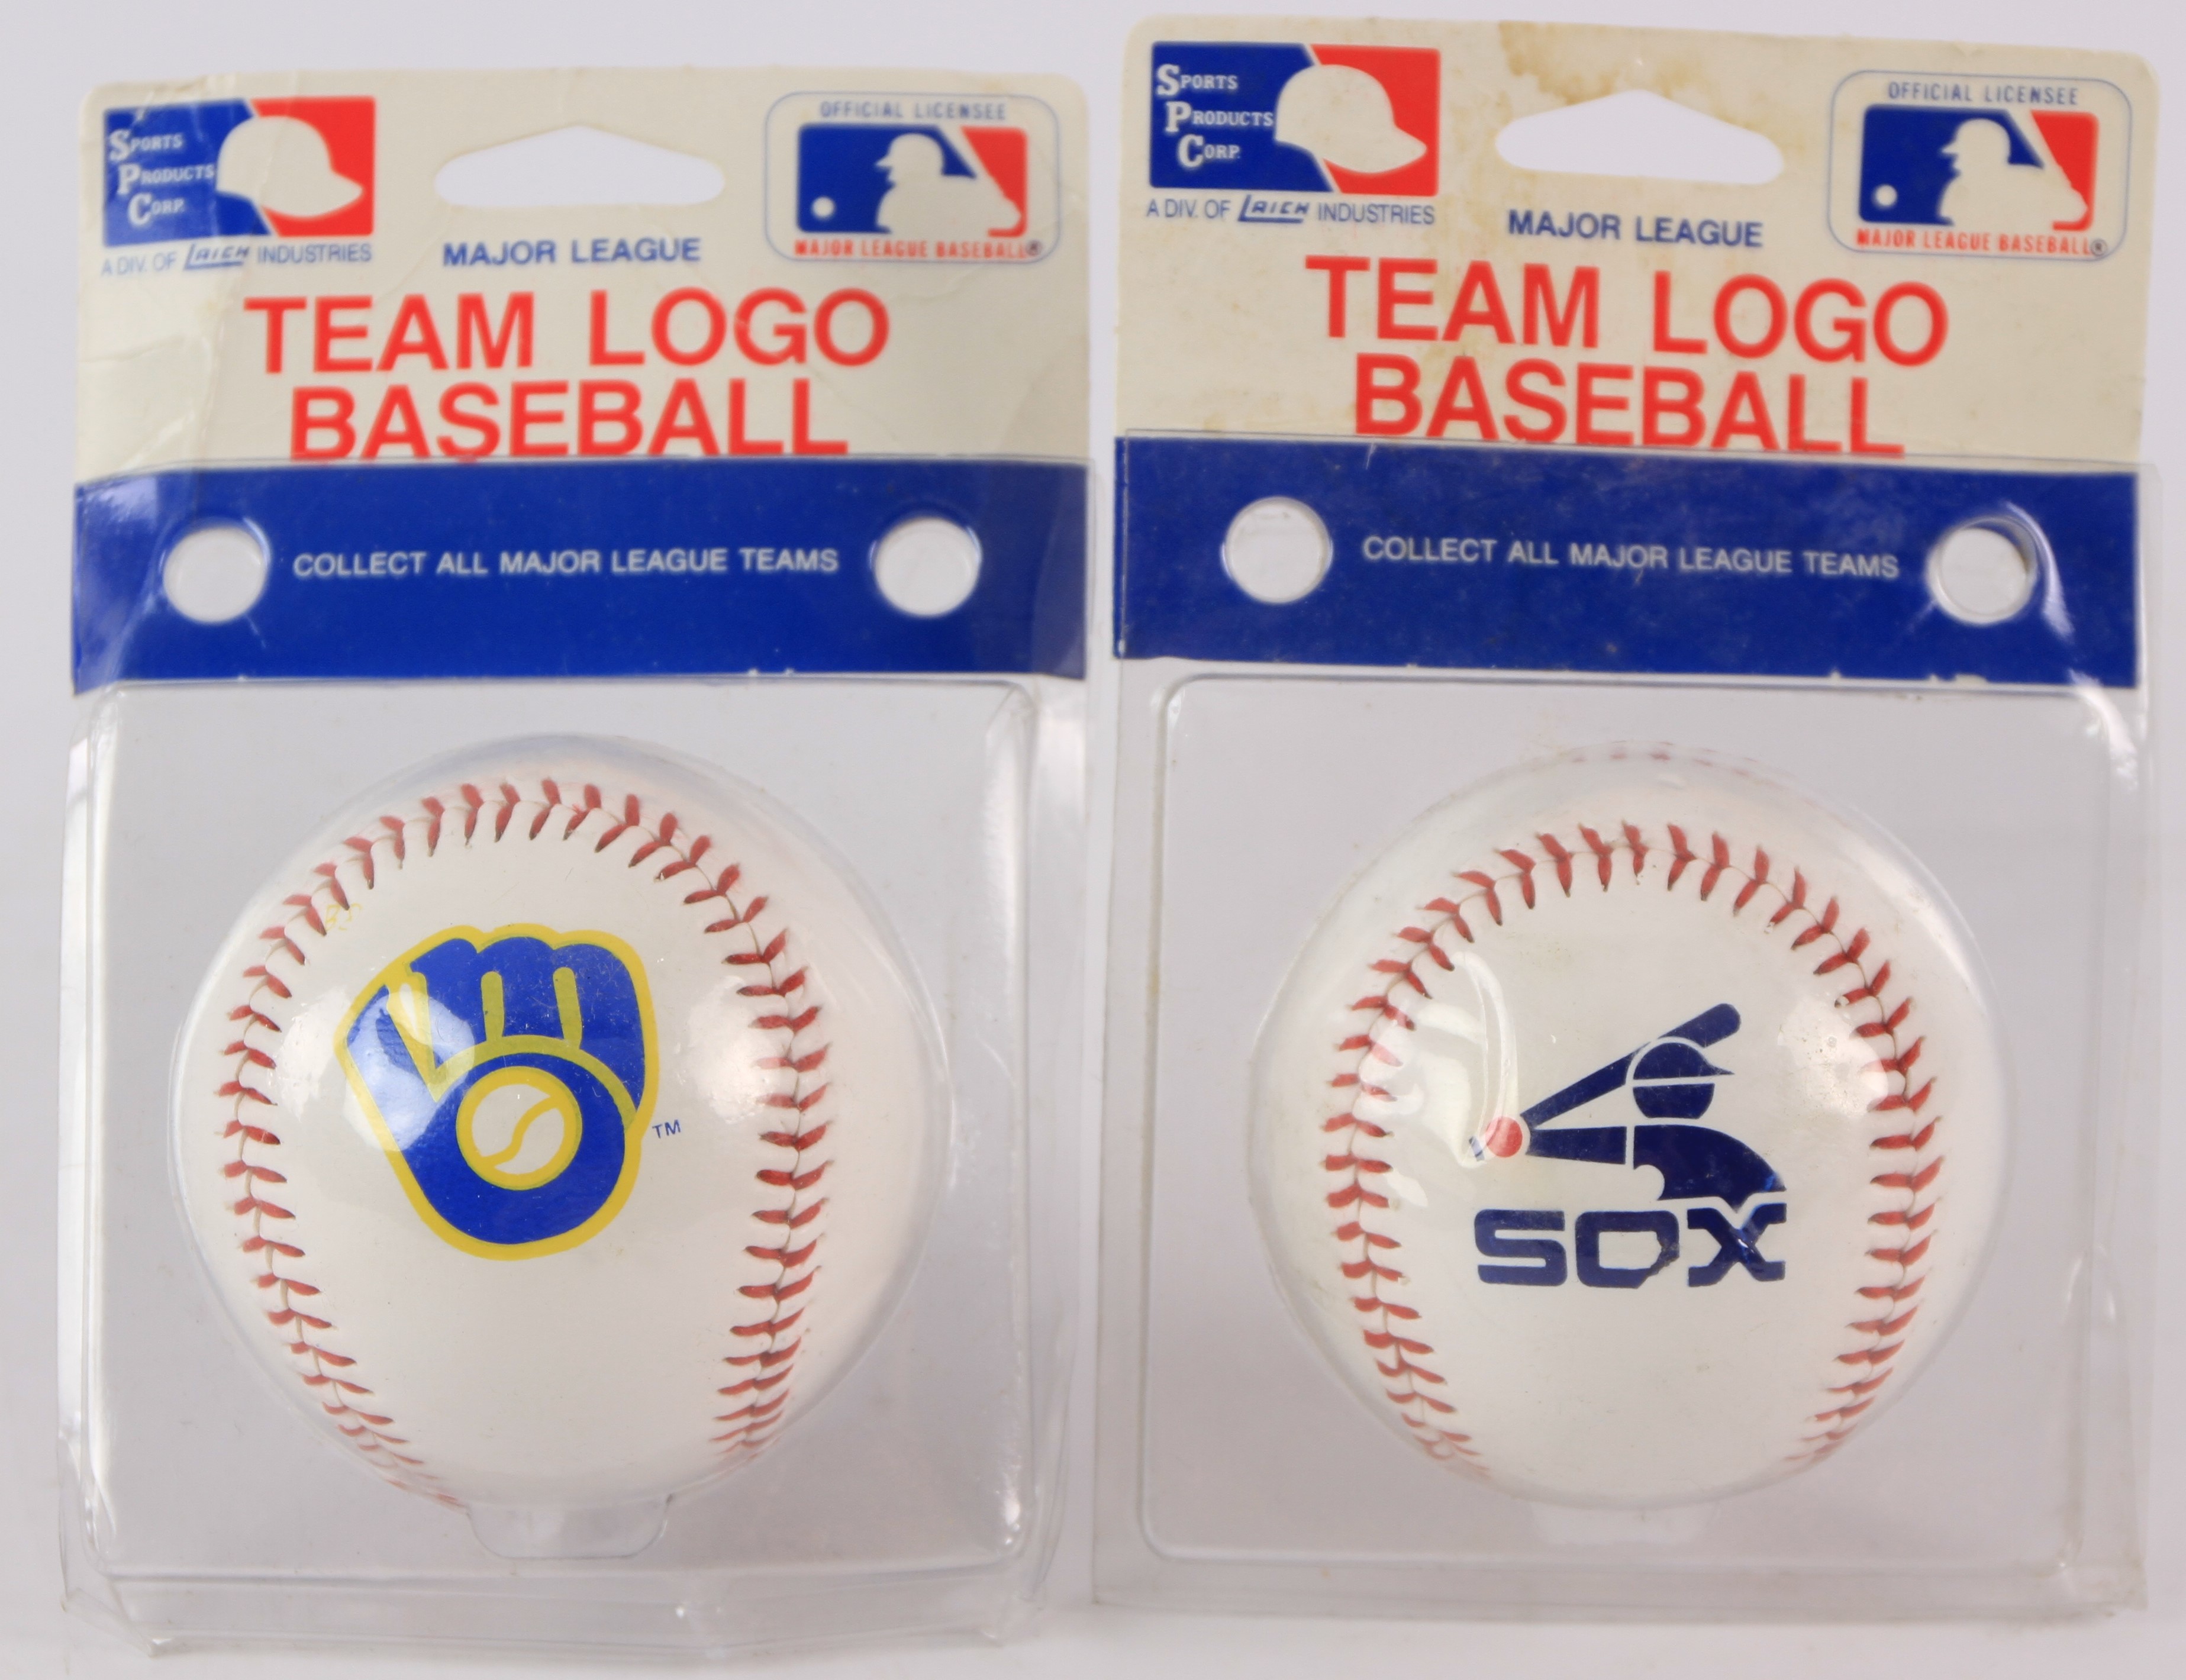 SPORTS
PRODUCTS
CORP.
A DIV. OF LAICH INDUSTRIES
OFFICIAL LICENSEE
MAJOR LEAGUE BASEBALL®
MAJOR LEAGUE
TEAM LOGO
BASEBALL
COLLECT ALL MAJOR LEAGUE TEAMS
m
TM
SPORTS
PRODUCTS
CORP.
A DIV. OF LAICH INDUSTRIES
OFFICIAL LICENSEE
MAJOR LEAGUE BASEBALL®
MAJOR LEAGUE
TEAM LOGO
BASEBALL
COLLECT ALL MAJOR LEAGUE TEAMS
SOX